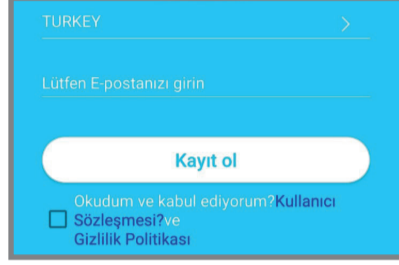 TURKEY
Lütfen E-postanızı girin
Kayıt ol
Okudum ve kabul ediyorum?Kullanıcı
Sözleşmesi?ve
Gizlilik Politikası